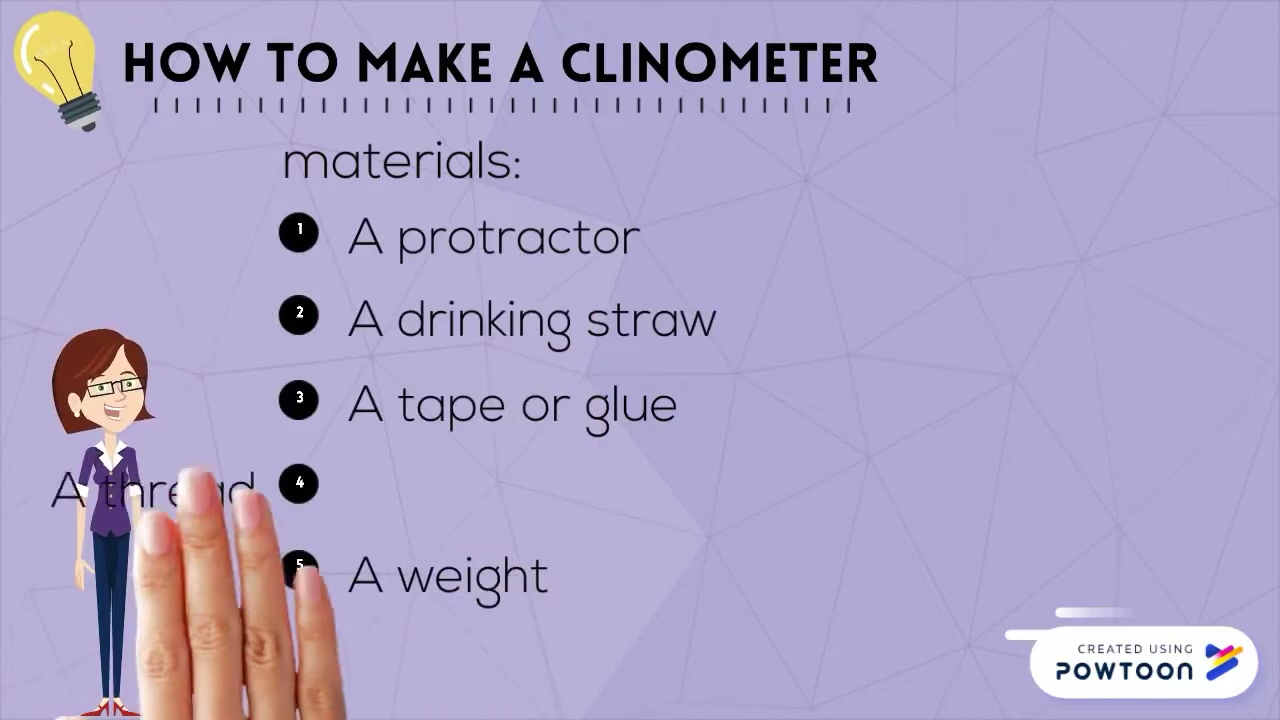 HOW TO MAKE A CLINOMETER
materials:
1 A protractor
2 A drinking straw
3 A tape or glue
A thread 4
5 A weight
CREATED USING
POWTOON